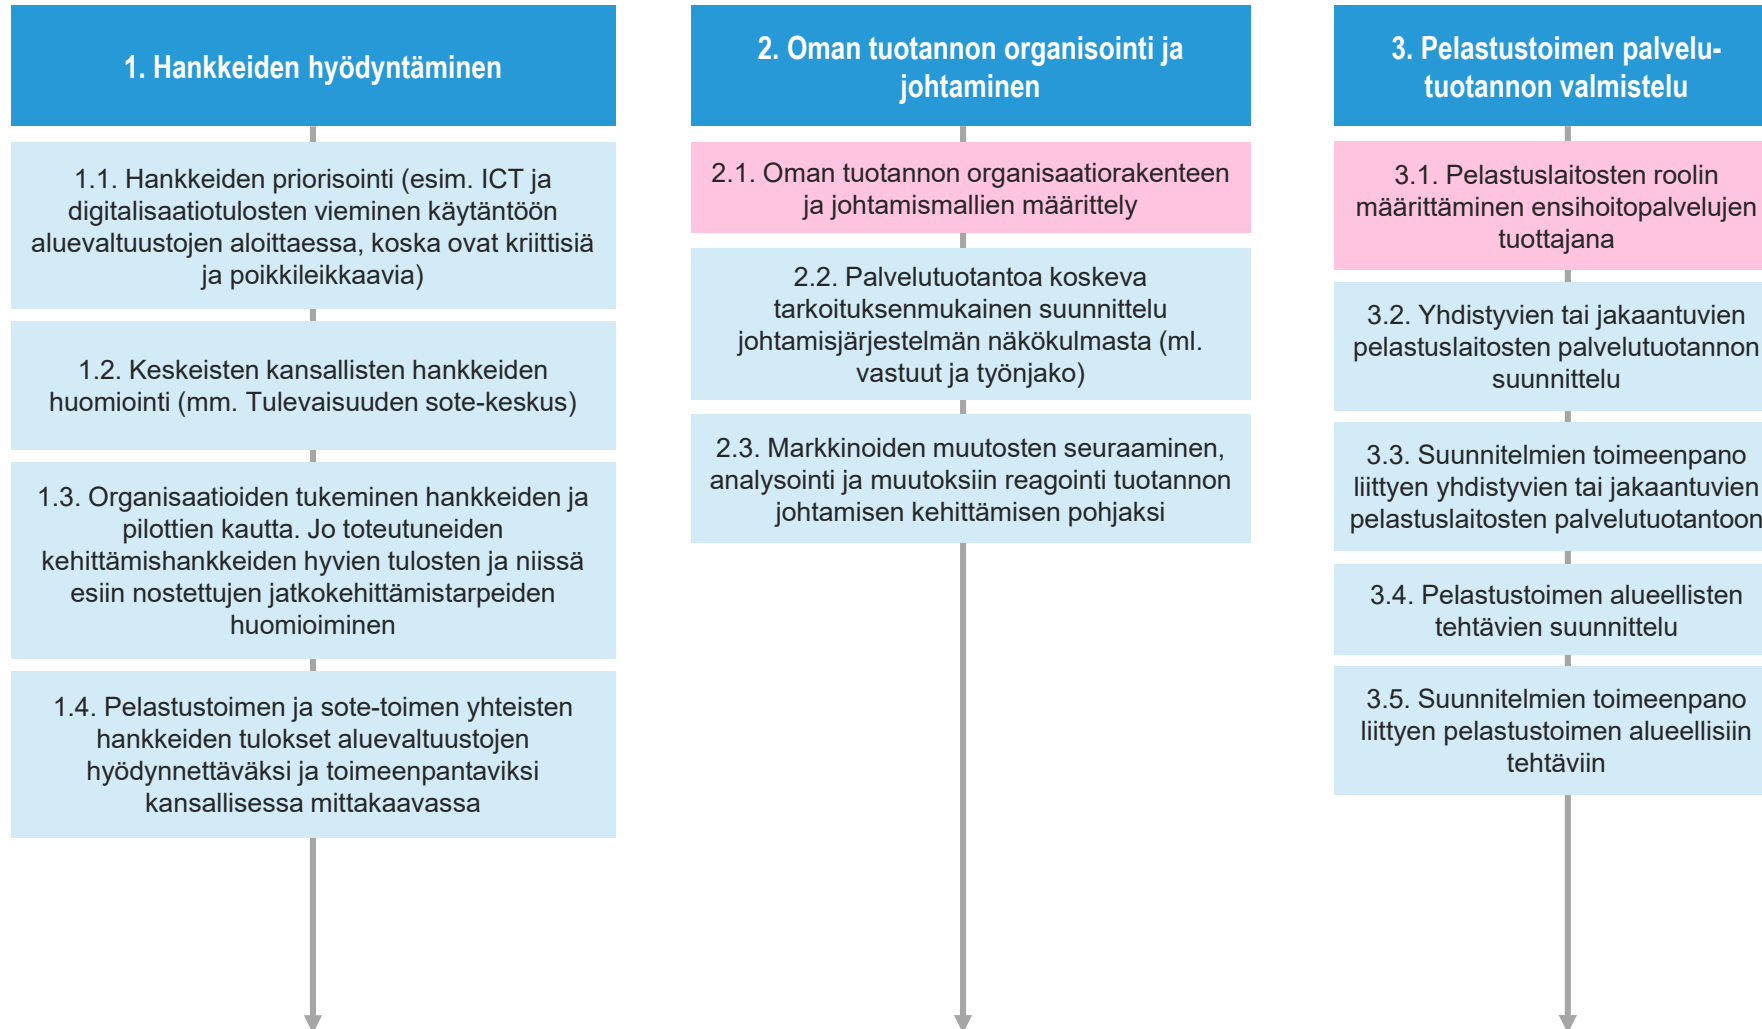 1. Hankkeiden hyödyntäminen
1.1. Hankkeiden priorisointi (esim. ICT ja
digitalisaatiotulosten vieminen käytäntöön
aluevaltuustojen aloittaessa, koska ovat kriittisiä
ja poikkileikkaavia)
1.2. Keskeisten kansallisten hankkeiden
huomiointi (mm. Tulevaisuuden sote-keskus)
1.3. Organisaatioiden tukeminen hankkeiden ja
pilottien kautta. Jo toteutuneiden
kehittämishankkeiden hyvien tulosten ja niissä
esiin nostettujen jatkokehittämistarpeiden
huomioiminen
1.4. Pelastustoimen ja sote-toimen yhteisten
hankkeiden tulokset aluevaltuustojen
hyödynnettäväksi ja toimeenpantaviksi
kansallisessa mittakaavassa
2. Oman tuotannon organisointi ja
johtaminen
2.1. Oman tuotannon organisaatiorakenteen
ja johtamismallien määrittely
2.2. Palvelutuotantoa koskeva
tarkoituksenmukainen suunnittelu
johtamisjärjestelmän näkökulmasta (ml.
vastuut ja työnjako)
2.3. Markkinoiden muutosten seuraaminen,
analysointi ja muutoksiin reagointi tuotannon
johtamisen kehittämisen pohjaksi
3. Pelastustoimen palvelu-
tuotannon valmistelu
3.1. Pelastuslaitosten roolin
määrittäminen ensihoitopalvelujen
tuottajana
3.2. Yhdistyvien tai jakaantuvien
pelastuslaitosten palvelutuotannon
suunnittelu
3.3. Suunnitelmien toimeenpano
liittyen yhdistyvien tai jakaantuvien
pelastuslaitosten palvelutuotantoon
3.4. Pelastustoimen alueellisten
tehtävien suunnittelu
3.5. Suunnitelmien toimeenpano
liittyen pelastustoimen alueellisiin
tehtäviin